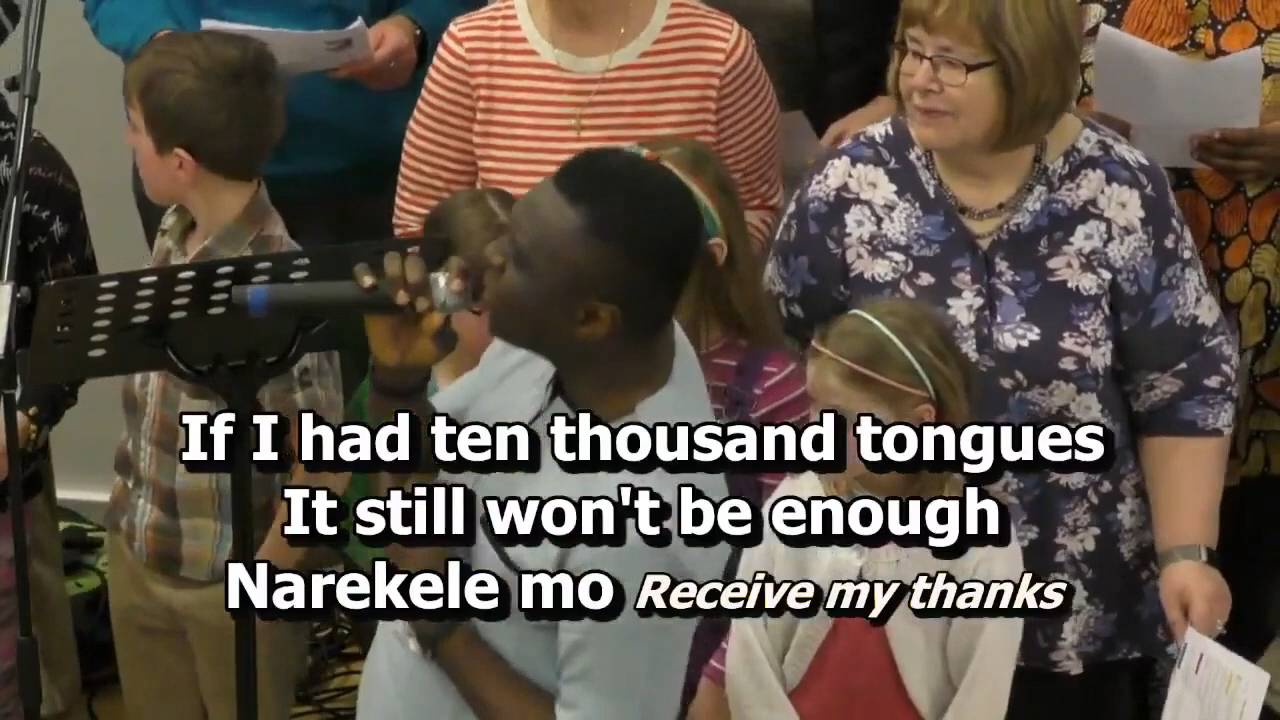 If I had ten thousand tongues
It still won't be enough
Narekele mo Receive my thanks